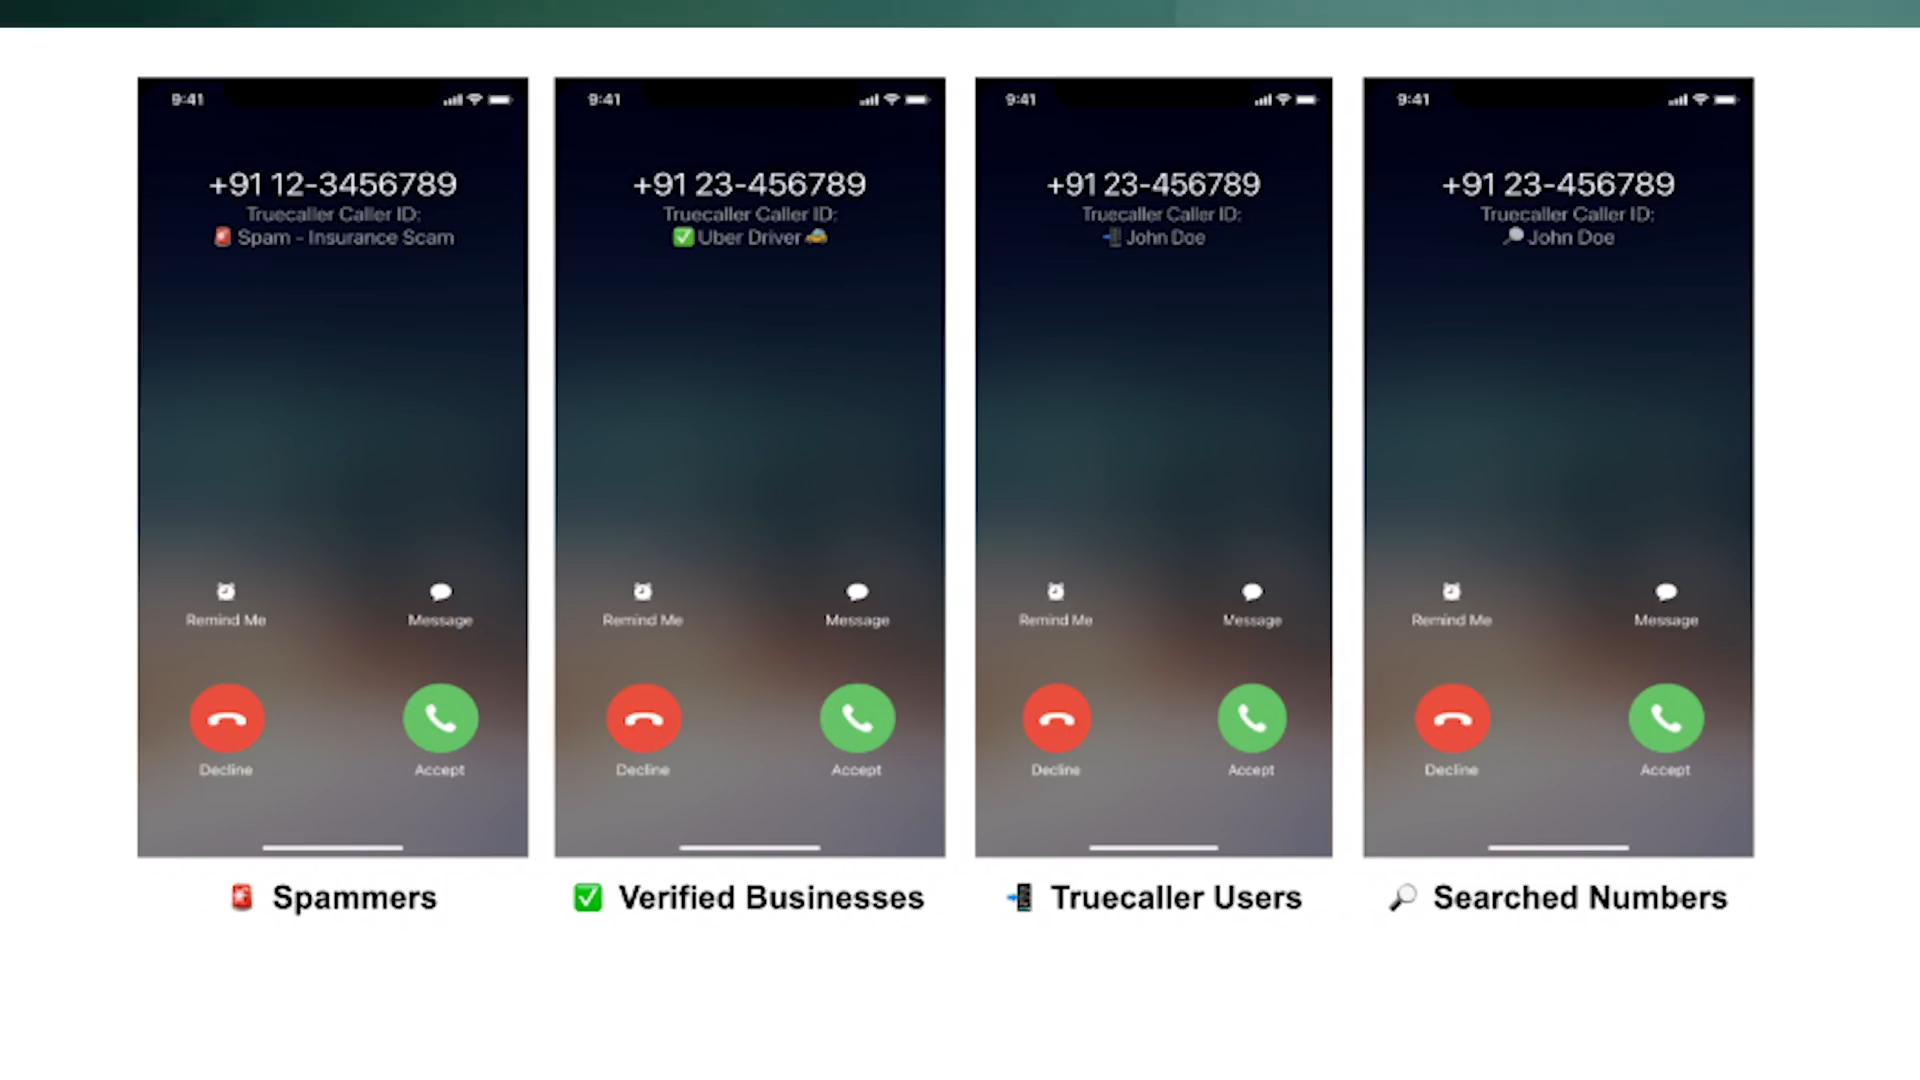 9:41
+91 12-3456789
Truecaller Caller ID:
🚨 Spam - Insurance Scam
Remind Me
Message
Decline
Accept
🚨 Spammers
9:41
+91 23-456789
Truecaller Caller ID:
✅ Uber Driver 🚕
Remind Me
Message
Decline
Accept
✅ Verified Businesses
9:41
+91 23-456789
Truecaller Caller ID:
📲 John Doe
Remind Me
Message
Decline
Accept
📲 Truecaller Users
9:41
+91 23-456789
Truecaller Caller ID:
🔎 John Doe
Remind Me
Message
Decline
Accept
🔎 Searched Numbers